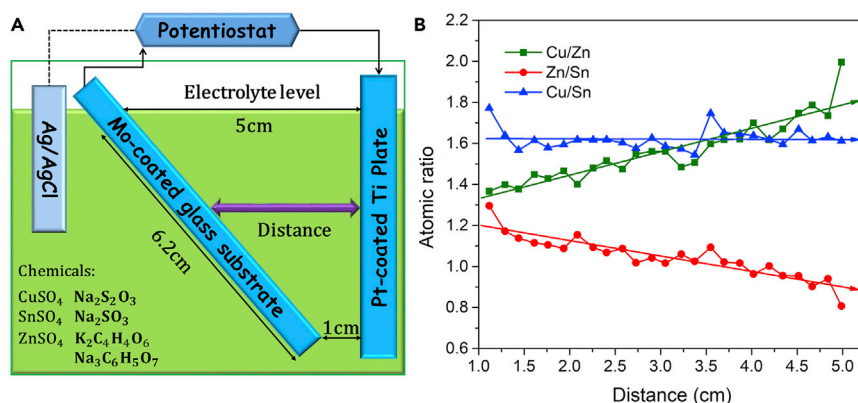 A
Potentiostat
Ag/AgCl
Electrolyte level
5cm
Mo-coated glass substrate
6.2cm
Distance
Pt-coated Ti Plate
1cm
Chemicals:
CuSO₄ Na₂S₂O₃
SnSO₄ Na₂SO₃
ZnSO₄ K₂C₄H₄O₆
Na₃C₆H₅O₇
B
Cu/Zn
Zn/Sn
Cu/Sn
Atomic ratio
2.2
2.0
1.8
1.6
1.4
1.2
1.0
0.8
0.6
1.0 1.5 2.0 2.5 3.0 3.5 4.0 4.5 5.0
Distance (cm)